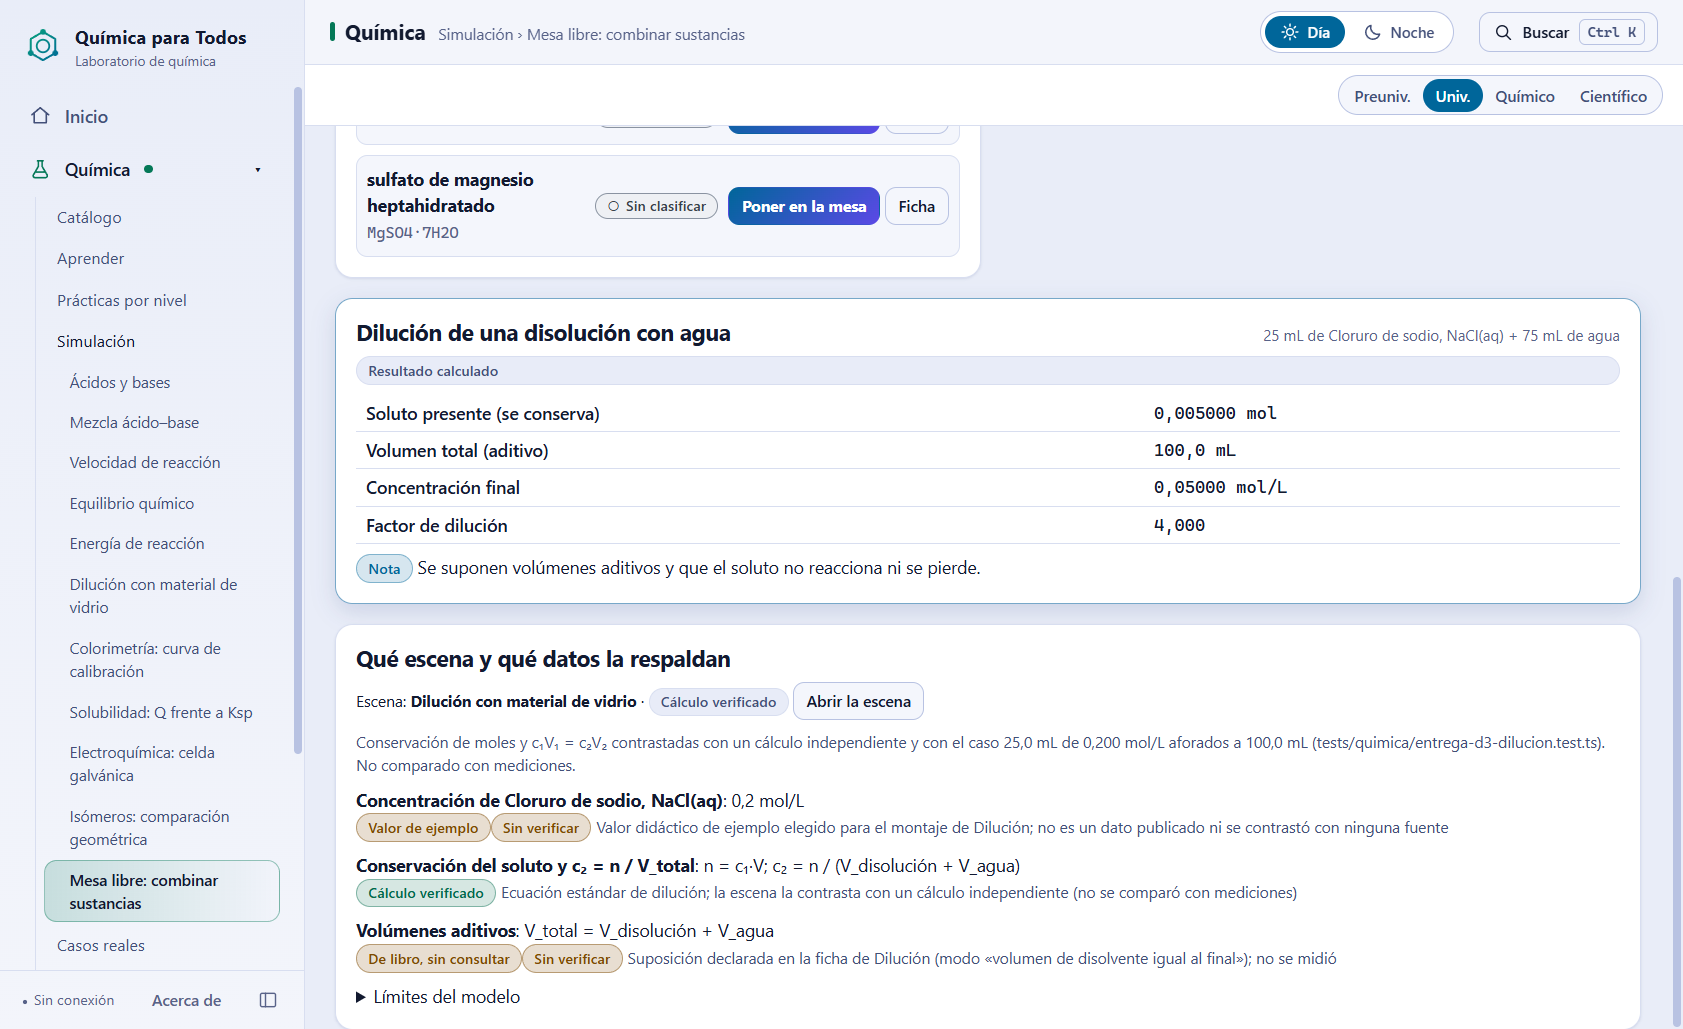 Química para Todos
Laboratorio de química
Inicio
Química
Catálogo
Aprender
Prácticas por nivel
Simulación
Ácidos y bases
Mezcla ácido–base
Velocidad de reacción
Equilibrio químico
Energía de reacción
Dilución con material de
vidrio
Colorimetría: curva de
calibración
Solubilidad: Q frente a Ksp
Electroquímica: celda
galvánica
Isómeros: comparación
geométrica
Mesa libre: combinar
sustancias
Casos reales
Sin conexión
Acerca de
Química Simulación › Mesa libre: combinar sustancias
Día
Noche
Buscar Ctrl K
Preuniv.
Univ.
Químico
Científico
sulfato de magnesio
heptahidratado
MgSO4·7H2O
Sin clasificar
Poner en la mesa
Ficha
Dilución de una disolución con agua
25 mL de Cloruro de sodio, NaCl(aq) + 75 mL de agua
Resultado calculado
Soluto presente (se conserva) 0,005000 mol
Volumen total (aditivo) 100,0 mL
Concentración final 0,05000 mol/L
Factor de dilución 4,000
Nota Se suponen volúmenes aditivos y que el soluto no reacciona ni se pierde.
Qué escena y qué datos la respaldan
Escena: Dilución con material de vidrio · Cálculo verificado Abrir la escena
Conservación de moles y c₁V₁ = c₂V₂ contrastadas con un cálculo independiente y con el caso 25,0 mL de 0,200 mol/L aforados a 100,0 mL (tests/quimica/entrega-d3-dilucion.test.ts).
No comparado con mediciones.
Concentración de Cloruro de sodio, NaCl(aq): 0,2 mol/L
Valor de ejemplo Sin verificar Valor didáctico de ejemplo elegido para el montaje de Dilución; no es un dato publicado ni se contrastó con ninguna fuente
Conservación del soluto y c₂ = n / V_total: n = c₁·V; c₂ = n / (V_disolución + V_agua)
Cálculo verificado Ecuación estándar de dilución; la escena la contrasta con un cálculo independiente (no se comparó con mediciones)
Volúmenes aditivos: V_total = V_disolución + V_agua
De libro, sin consultar Sin verificar Suposición declarada en la ficha de Dilución (modo «volumen de disolvente igual al final»); no se midió
Límites del modelo